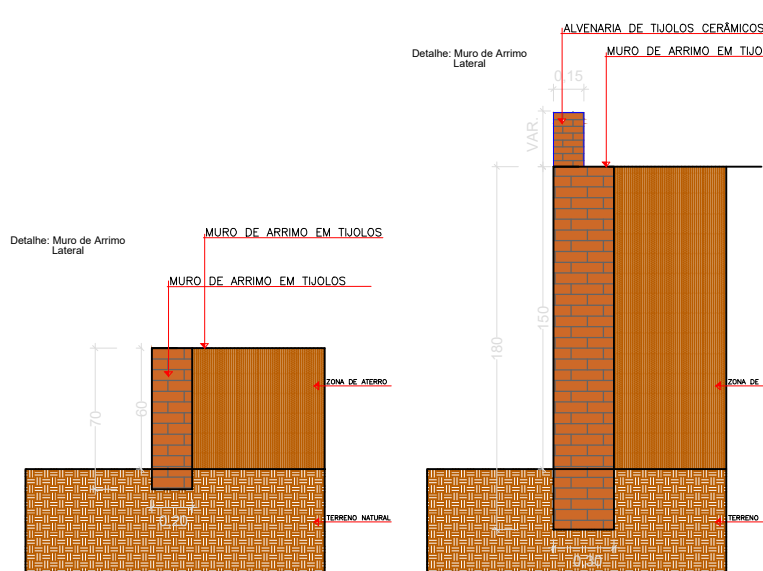 Detalhe: Muro de Arrimo
Lateral
MURO DE ARRIMO EM TIJOLOS
MURO DE ARRIMO EM TIJOLOS
70
60
0,20
ZONA DE ATERRO
TERRENO NATURAL
Detalhe: Muro de Arrimo
Lateral
ALVENARIA DE TIJOLOS CERÂMICOS
MURO DE ARRIMO EM TIJO
0,15
VAR.
180
150
0,30
ZONA DE
TERRENO